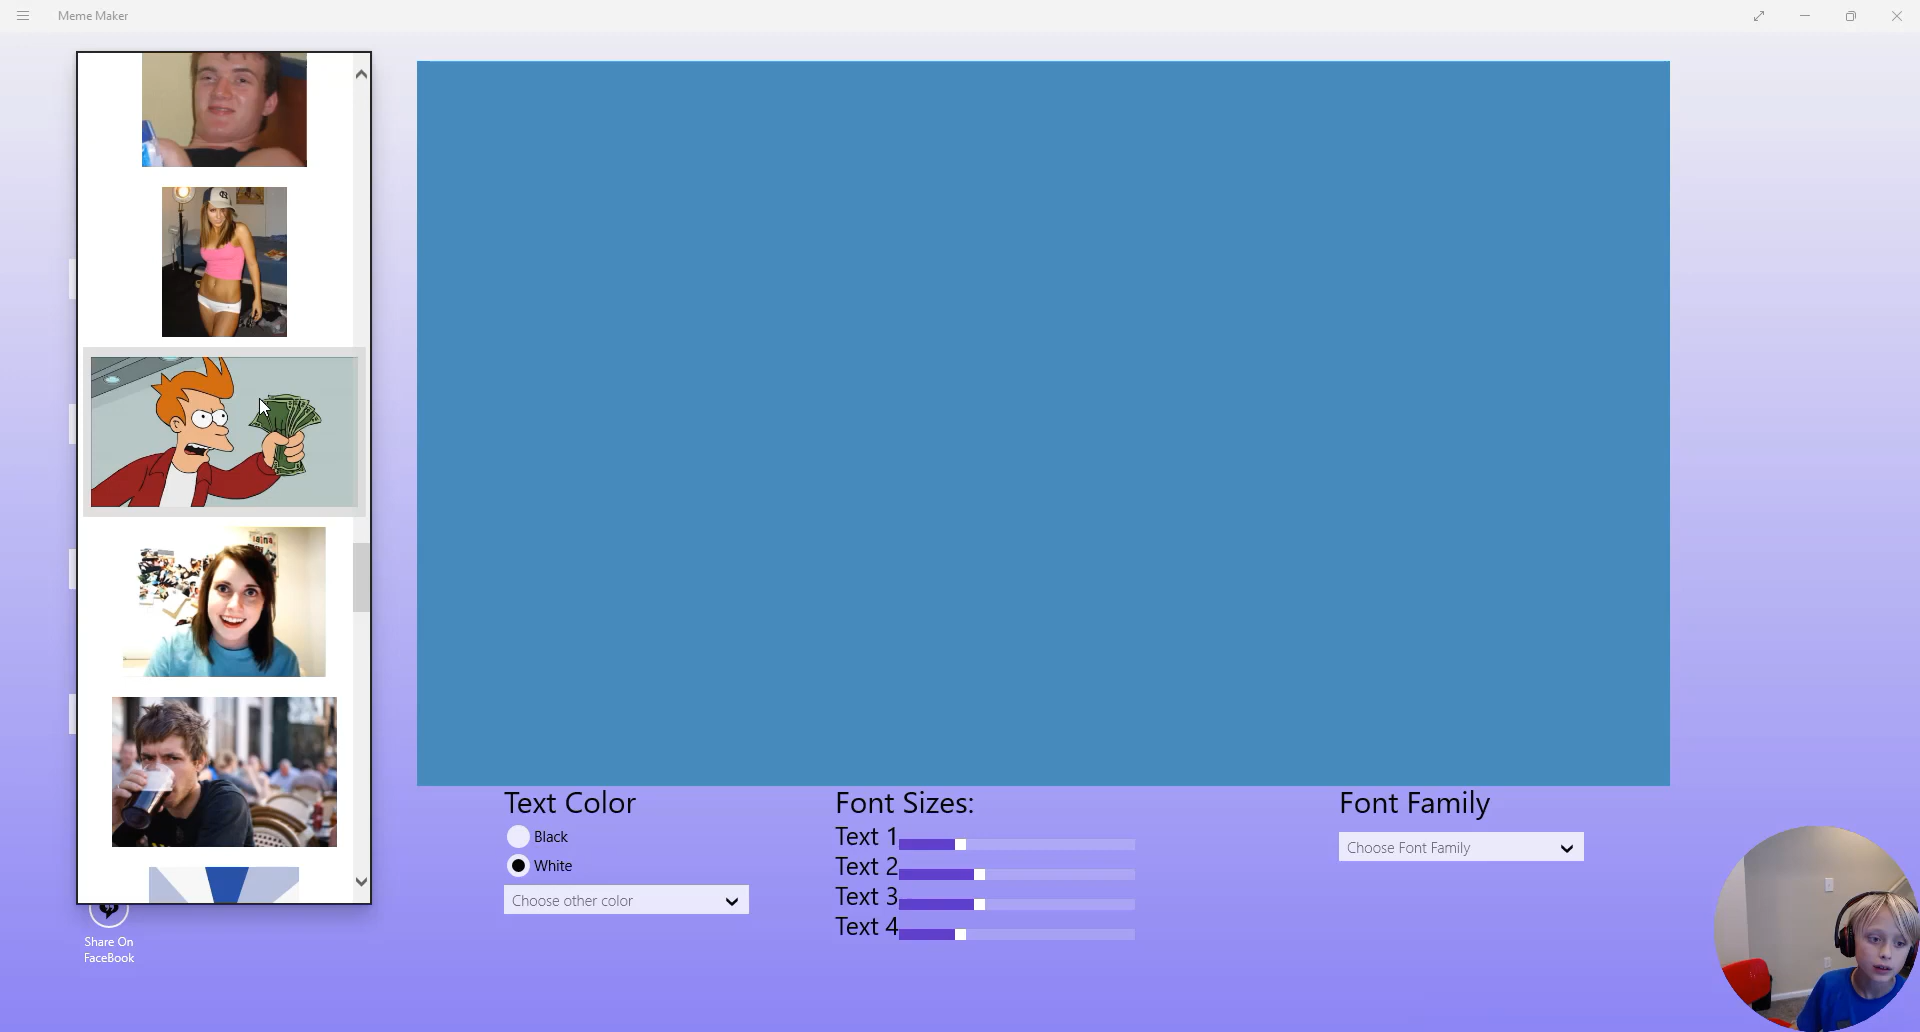 Meme Maker
Text Color
Black
White
Choose other color
Font Sizes:
Text 1
Text 2
Text 3
Text 4
Font Family
Choose Font Family
Share On
FaceBook